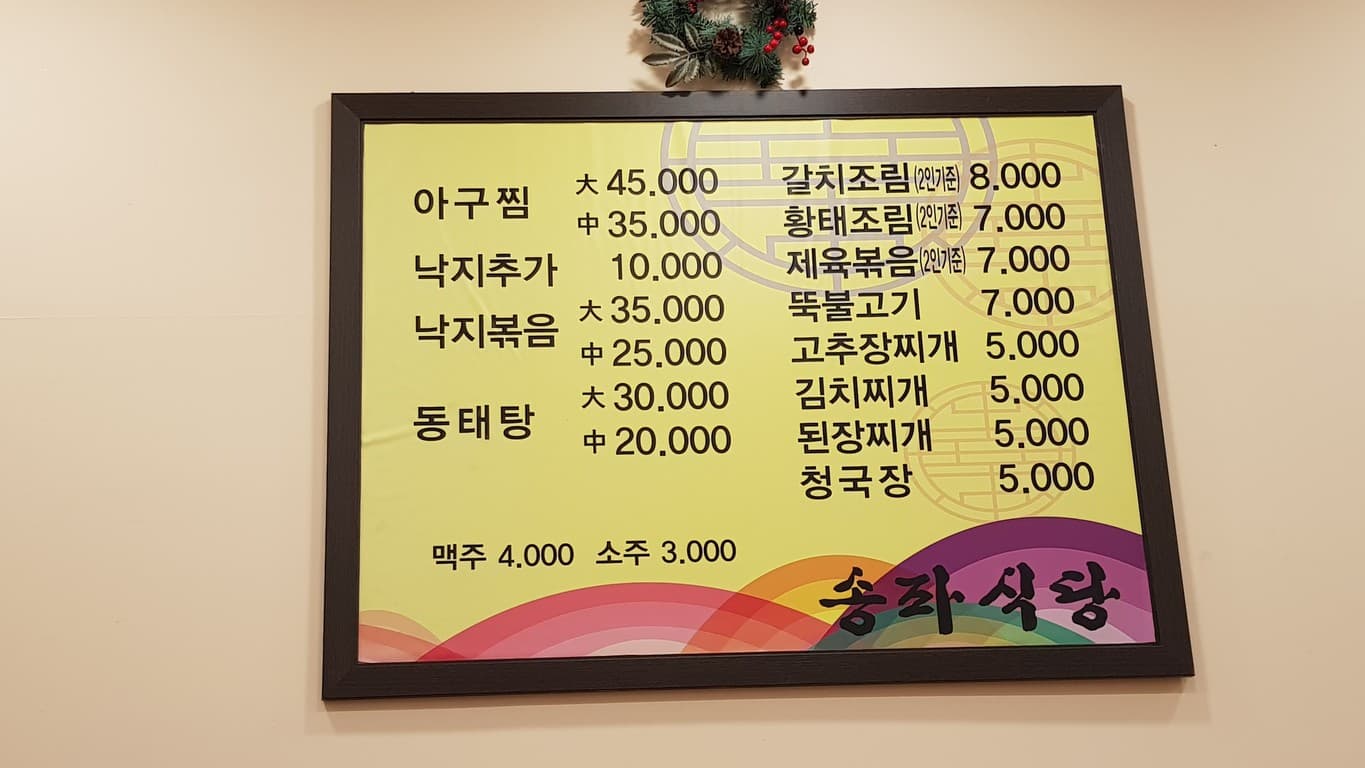 아구찜 大 45.000
中 35.000
낙지추가 10.000
낙지볶음 大 35.000
中 25.000
동태탕 大 30.000
中 20.000
갈치조림(2인기준) 8.000
황태조림(2인기준) 7.000
제육볶음(2인기준) 7.000
뚝불고기 7.000
고추장찌개 5.000
김치찌개 5.000
된장찌개 5.000
청국장 5.000
맥주 4.000 소주 3.000
송라식당